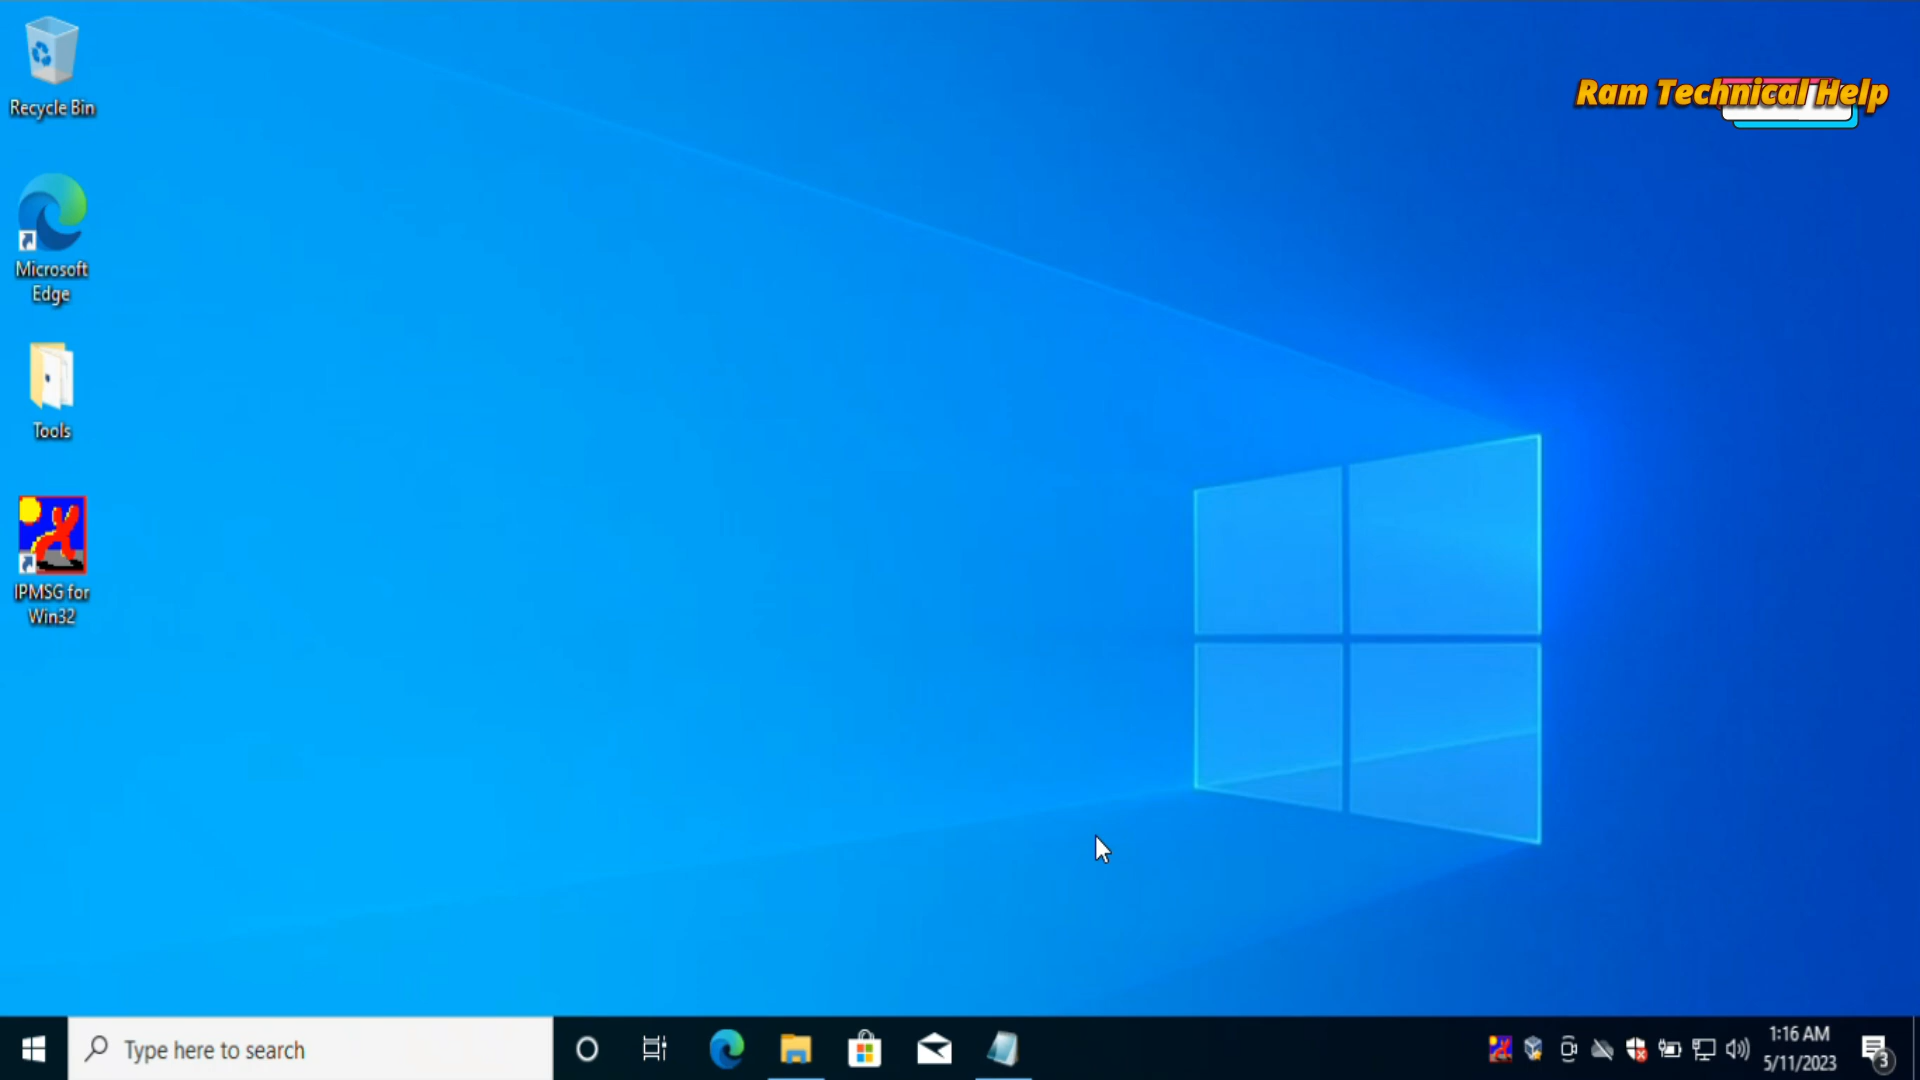 Recycle Bin
Ram Technical Help
Microsoft
Edge
Tools
IPMSG for
Win32
Type here to search
1:16 AM
5/11/2023
3